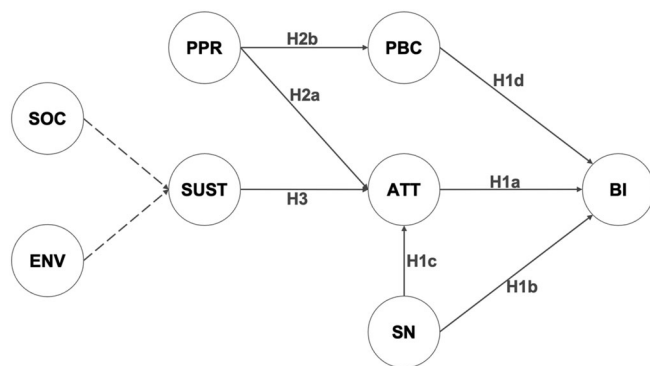 PPR
H2b
PBC
H2a
H1d
SOC
SUST
H3
ATT
H1a
BI
ENV
H1c
H1b
SN